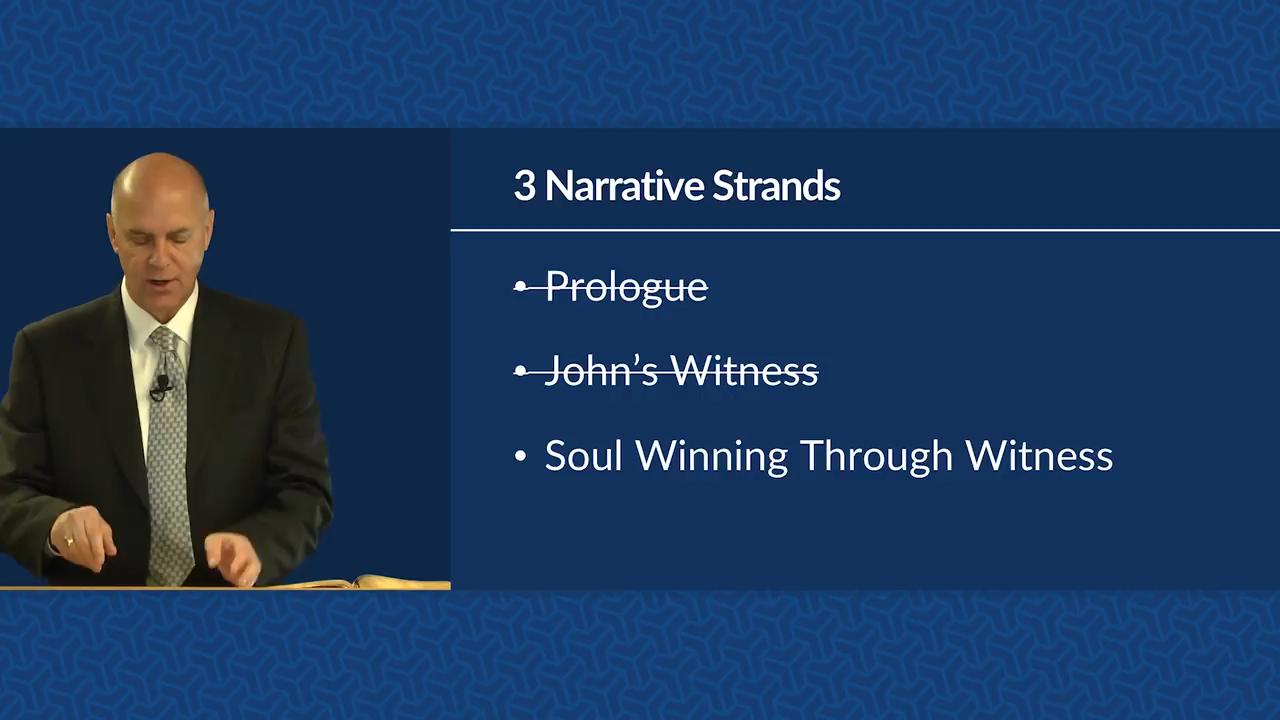 3 Narrative Strands
• Prologue
• John’s Witness
• Soul Winning Through Witness